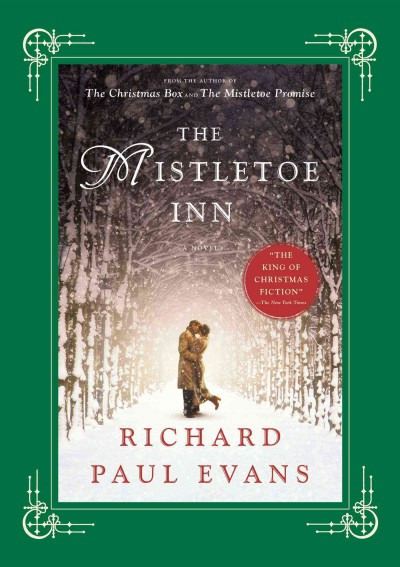 FROM THE AUTHOR OF
The Christmas Box AND The Mistletoe Promise
THE
MISTLETOE
INN
A NOVEL
"THE
KING OF
CHRISTMAS
FICTION"
—The New York Times
RICHARD
PAUL EVANS